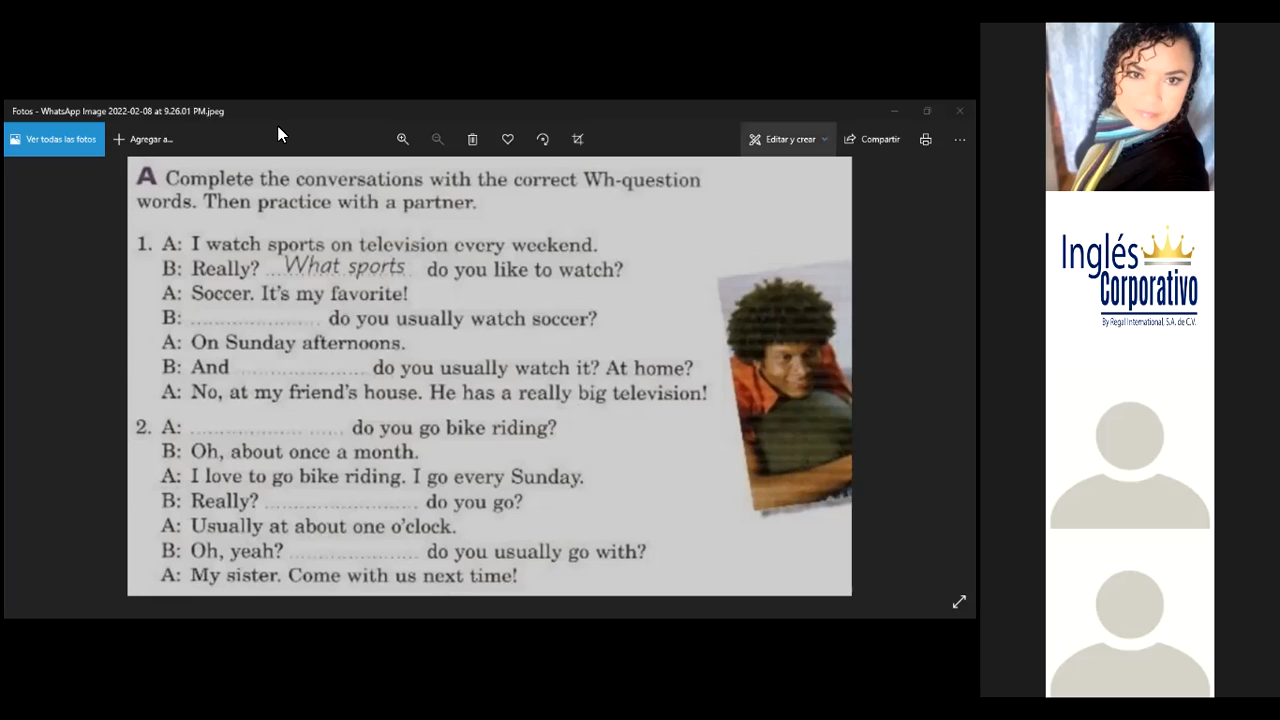 Fotos - WhatsApp Image 2022-02-08 at 9.26.01 PM.jpeg
Ver todas las fotos
Agregar a...
Editar y crear
Compartir
A Complete the conversations with the correct Wh-question
words. Then practice with a partner.
1. A: I watch sports on television every weekend.
B: Really? ...What sports... do you like to watch?
A: Soccer. It's my favorite!
B: ........................ do you usually watch soccer?
A: On Sunday afternoons.
B: And ........................ do you usually watch it? At home?
A: No, at my friend's house. He has a really big television!
2. A: ........................ do you go bike riding?
B: Oh, about once a month.
A: I love to go bike riding. I go every Sunday.
B: Really? ........................ do you go?
A: Usually at about one o'clock.
B: Oh, yeah? ........................ do you usually go with?
A: My sister. Come with us next time!
Inglés
Corporativo
By Regal International, S.A. de C.V.